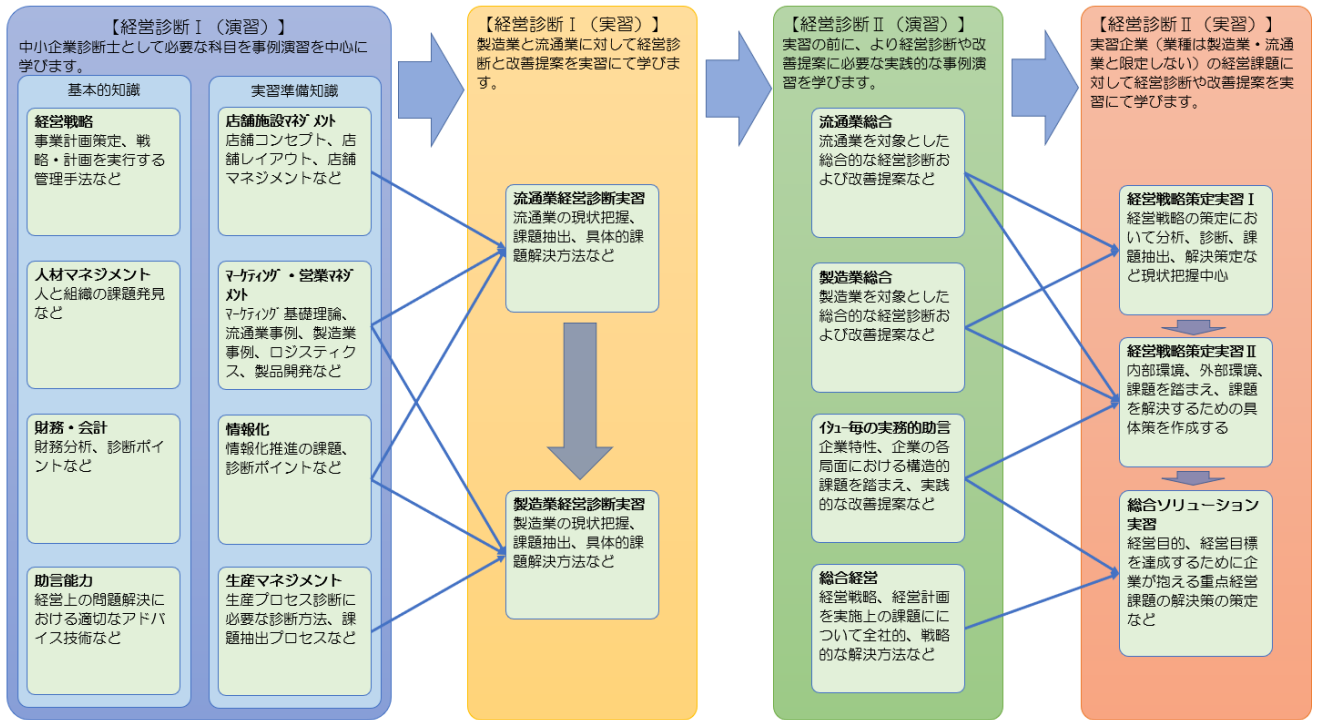 【経営診断Ⅰ（演習）】
中小企業診断士として必要な科目を事例演習を中心に
学びます。
基本的知識
経営戦略
事業計画策定、戦
略・計画を実行する
管理手法など
人材マネジメント
人と組織の課題発見
など
財務・会計
財務分析、診断ポイ
ントなど
助言能力
経営上の問題解決に
おける適切なアドバ
イス技術など
実習準備知識
店舗施設ﾏﾈｼﾞﾒﾝﾄ
店舗コンセプト、店
舗レイアウト、店舗
マネジメントなど
ﾏｰｹﾃｨﾝｸﾞ・営業ﾏﾈｼﾞ
ﾒﾝﾄ
ﾏｰｹﾃｨﾝｸﾞ基礎理論、
流通業事例、製造業
事例、ロジスティク
ス、製品開発など
情報化
情報化推進の課題、
診断ポイントなど
生産マネジメント
生産プロセス診断に
必要な診断方法、課
題抽出プロセスなど
【経営診断Ⅰ（実習）】
製造業と流通業に対して経営診
断と改善提案を実習にて学びま
す。
流通業経営診断実習
流通業の現状把握、
課題抽出、具体的課
題解決方法など
製造業経営診断実習
製造業の現状把握、
課題抽出、具体的課
題解決方法など
【経営診断Ⅱ（演習）】
実習の前に、より経営診断や改
善提案に必要な実践的な事例演
習を学びます。
流通業総合
流通業を対象とした
総合的な経営診断お
よび改善提案など
製造業総合
製造業を対象とした
総合的な経営診断お
よび改善提案など
ｲｼｭｰ毎の実務的助言
企業特性、企業の各
局面における構造的
課題を踏まえ、実践
的な改善提案など
総合経営
経営戦略、経営計画
を実施上の課題にに
ついて全社的、戦略
的な解決方法など
【経営診断Ⅱ（実習）】
実習企業（業種は製造業・流通
業と限定しない）の経営課題に
対して経営診断や改善提案を実
習にて学びます。
経営戦略策定実習Ⅰ
経営戦略の策定にお
いて分析、診断、課
題抽出、解決策定な
ど現状把握中心
経営戦略策定実習Ⅱ
内部環境、外部環境、
課題を踏まえ、課題
を解決するための具
体策を作成する
総合ソリューション
実習
経営目的、経営目標
を達成するために企
業が抱える重点経営
課題の解決策の策定
など